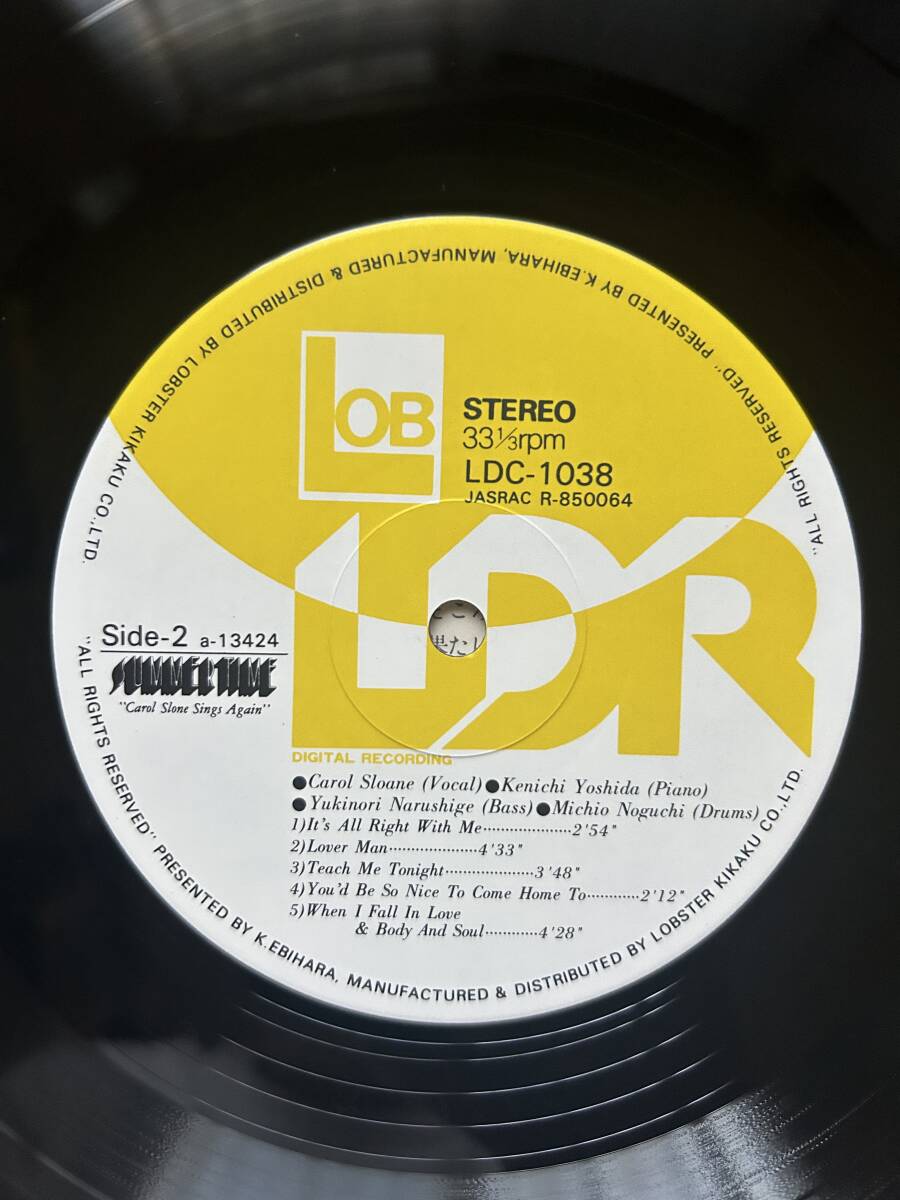 "ALL RIGHTS RESERVED" PRESENTED BY K.EBIHARA, MANUFACTURED & DISTRIBUTED BY LOBSTER KIKAKU CO.,LTD.
LOB
STEREO
33⅓rpm
LDC-1038
JASRAC R-850064
LDR
Side-2 a-13424
SUMMERTIME
"Carol Slone Sings Again"
DIGITAL RECORDING
●Carol Sloane (Vocal) ●Kenichi Yoshida (Piano)
●Yukinori Narushige (Bass) ●Michio Noguchi (Drums)
1)It's All Right With Me····················2'54"
2)Lover Man····················4'33"
3)Teach Me Tonight····················3'48"
4)You'd Be So Nice To Come Home To············2'12"
5)When I Fall In Love
& Body And Soul············4'28"
"ALL RIGHTS RESERVED" PRESENTED BY K.EBIHARA, MANUFACTURED & DISTRIBUTED BY LOBSTER KIKAKU CO.,LTD.